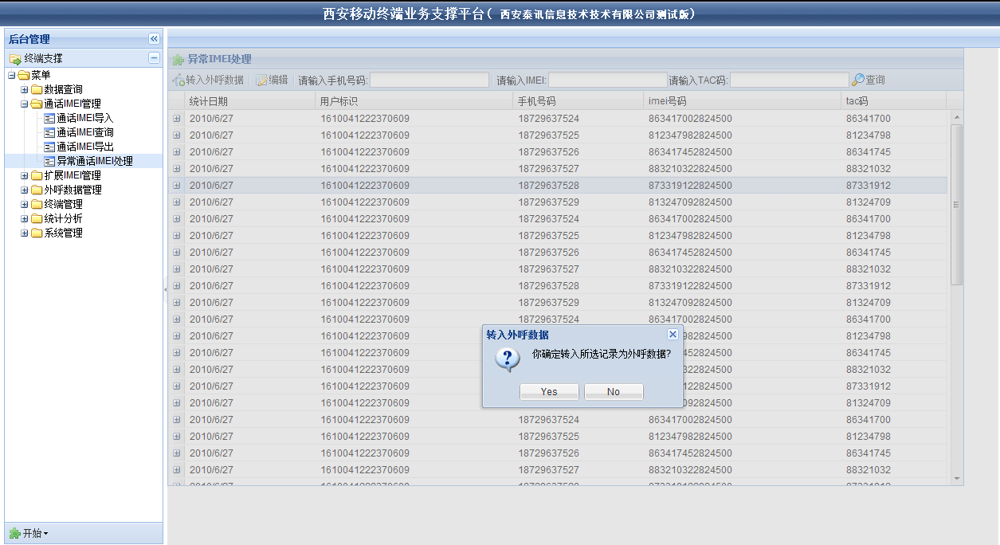 西安移动终端业务支撑平台( 西安泰讯信息技术技术有限公司测试版)
后台管理
终端支撑
菜单
数据查询
通话IMEI管理
通话IMEI导入
通话IMEI查询
通话IMEI导出
异常通话IMEI处理
扩展IMEI管理
外呼数据管理
终端管理
统计分析
系统管理
开始
异常IMEI处理
转入外呼数据 编辑 请输入手机号码: 请输入IMEI: 请输入TAC码: 查询
统计日期 用户标识 手机号码 imei号码 tac码
2010/6/27 1610041222370609 18729637524 863417002824500 86341700
2010/6/27 1610041222370609 18729637525 812347982824500 81234798
2010/6/27 1610041222370609 18729637526 863417452824500 86341745
2010/6/27 1610041222370609 18729637527 883210322824500 88321032
2010/6/27 1610041222370609 18729637528 873319122824500 87331912
2010/6/27 1610041222370609 18729637529 813247092824500 81324709
2010/6/27 1610041222370609 18729637524 863417002824500 86341700
2010/6/27 1610041222370609 18729637525 812347982824500 81234798
2010/6/27 1610041222370609 18729637526 863417452824500 86341745
2010/6/27 1610041222370609 18729637527 883210322824500 88321032
2010/6/27 1610041222370609 18729637528 873319122824500 87331912
2010/6/27 1610041222370609 18729637529 813247092824500 81324709
2010/6/27 1610041222370609 18729637524 863417002824500 86341700
2010/6/27 1610041222370609 982824500 81234798
2010/6/27 1610041222370609 452824500 86341745
2010/6/27 1610041222370609 322824500 88321032
2010/6/27 1610041222370609 122824500 87331912
2010/6/27 1610041222370609 092824500 81324709
2010/6/27 1610041222370609 18729637524 863417002824500 86341700
2010/6/27 1610041222370609 18729637525 812347982824500 81234798
2010/6/27 1610041222370609 18729637526 863417452824500 86341745
2010/6/27 1610041222370609 18729637527 883210322824500 88321032
转入外呼数据
你确定转入所选记录为外呼数据?
Yes No